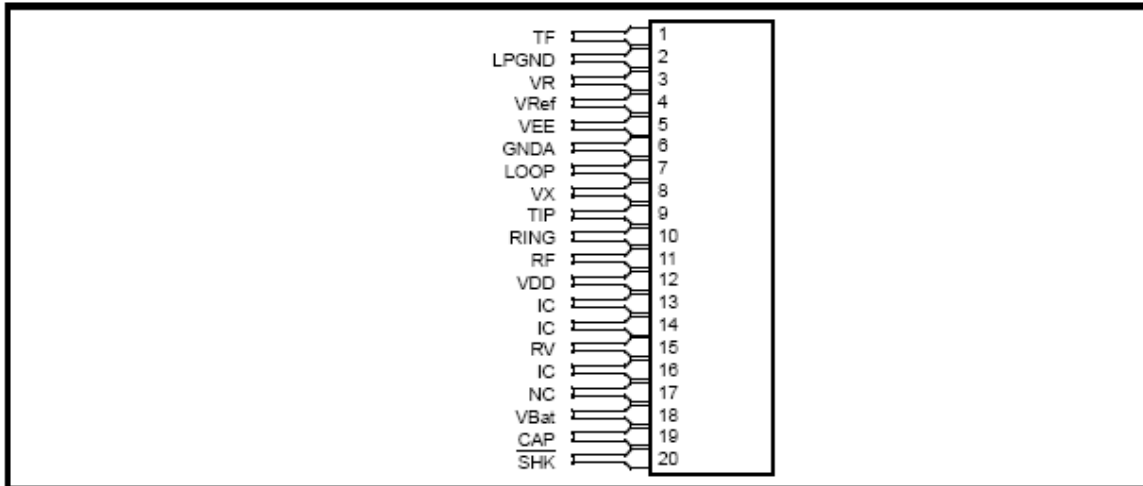 TF 1
LPGND 2
VR 3
VRef 4
VEE 5
GNDA 6
LOOP 7
VX 8
TIP 9
RING 10
RF 11
VDD 12
IC 13
IC 14
RV 15
IC 16
NC 17
VBat 18
CAP 19
SHK 20